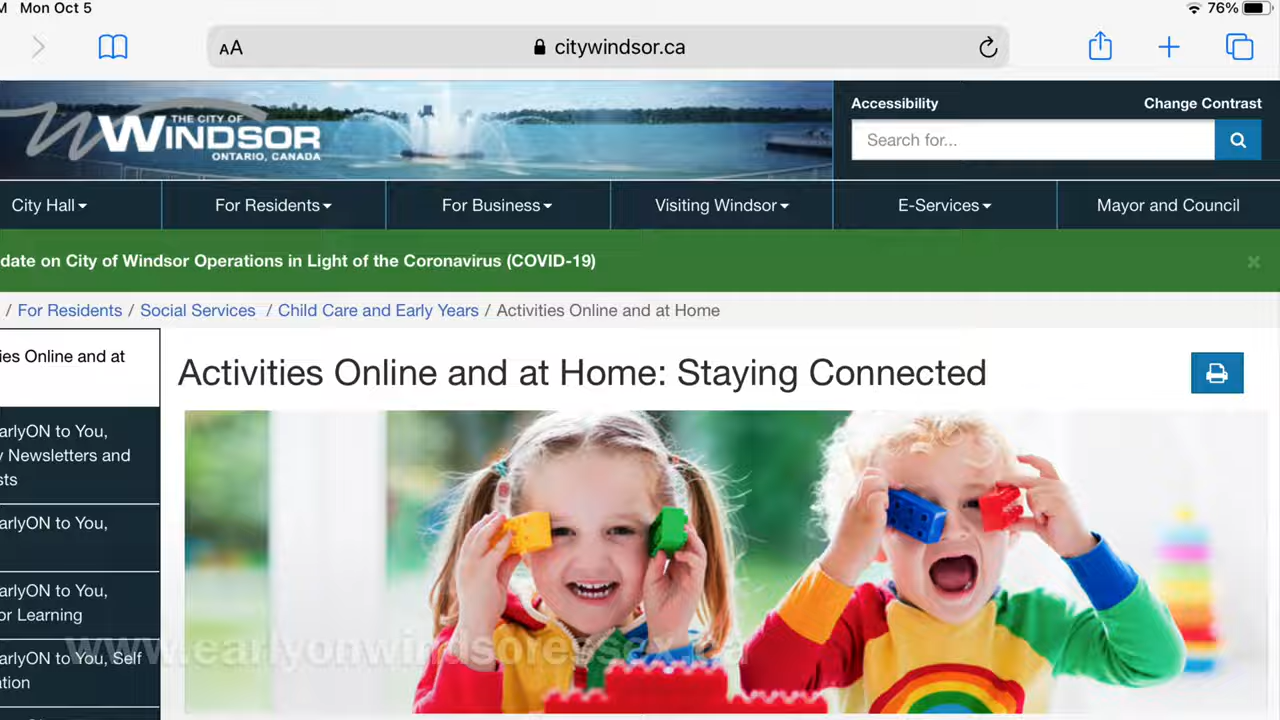 Mon Oct 5
76%
AA
citywindsor.ca
THE CITY OF
WINDSOR
ONTARIO, CANADA
Accessibility
Change Contrast
Search for...
City Hall
For Residents
For Business
Visiting Windsor
E-Services
Mayor and Council
date on City of Windsor Operations in Light of the Coronavirus (COVID-19)
×
/ For Residents / Social Services / Child Care and Early Years / Activities Online and at Home
ies Online and at
Activities Online and at Home: Staying Connected
arlyON to You,
Newsletters and
sts
arlyON to You,
arlyON to You,
or Learning
arlyON to You, Self
ation
www.earlyonwindsoressex.ca